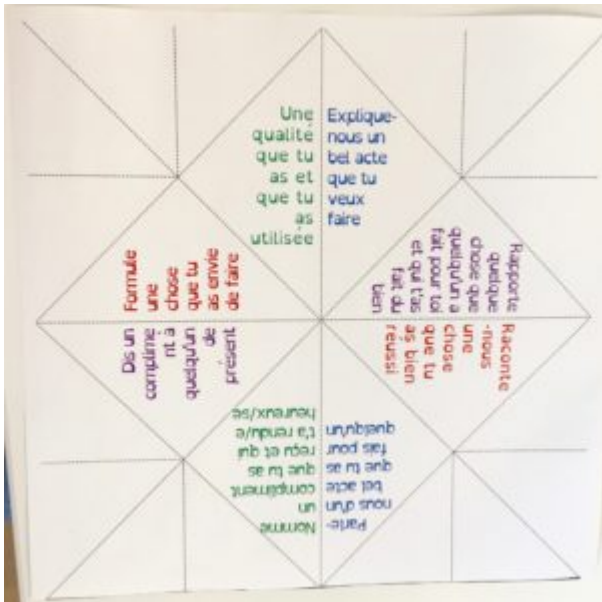 Une
qualité
que tu
as et
que tu
as
utilisée
Explique-
nous un
bel acte
que tu
veux
faire
Rapporte
quelque
chose que
quelqu'un a
fait pour toi
et qui t'as
fait du
bien
Raconte
-nous
une
chose
que tu
as bien
réussi
Parle-
nous d'un
bel acte
que tu as
fais pour
quelqu'un
Nomme
un
compliment
que tu as
reçu et qui
t'a rendu/e
heureux/se
Dis un
complime
nt à
quelqu'un
de
présent
Formule
une
chose
que tu
as envie
de faire